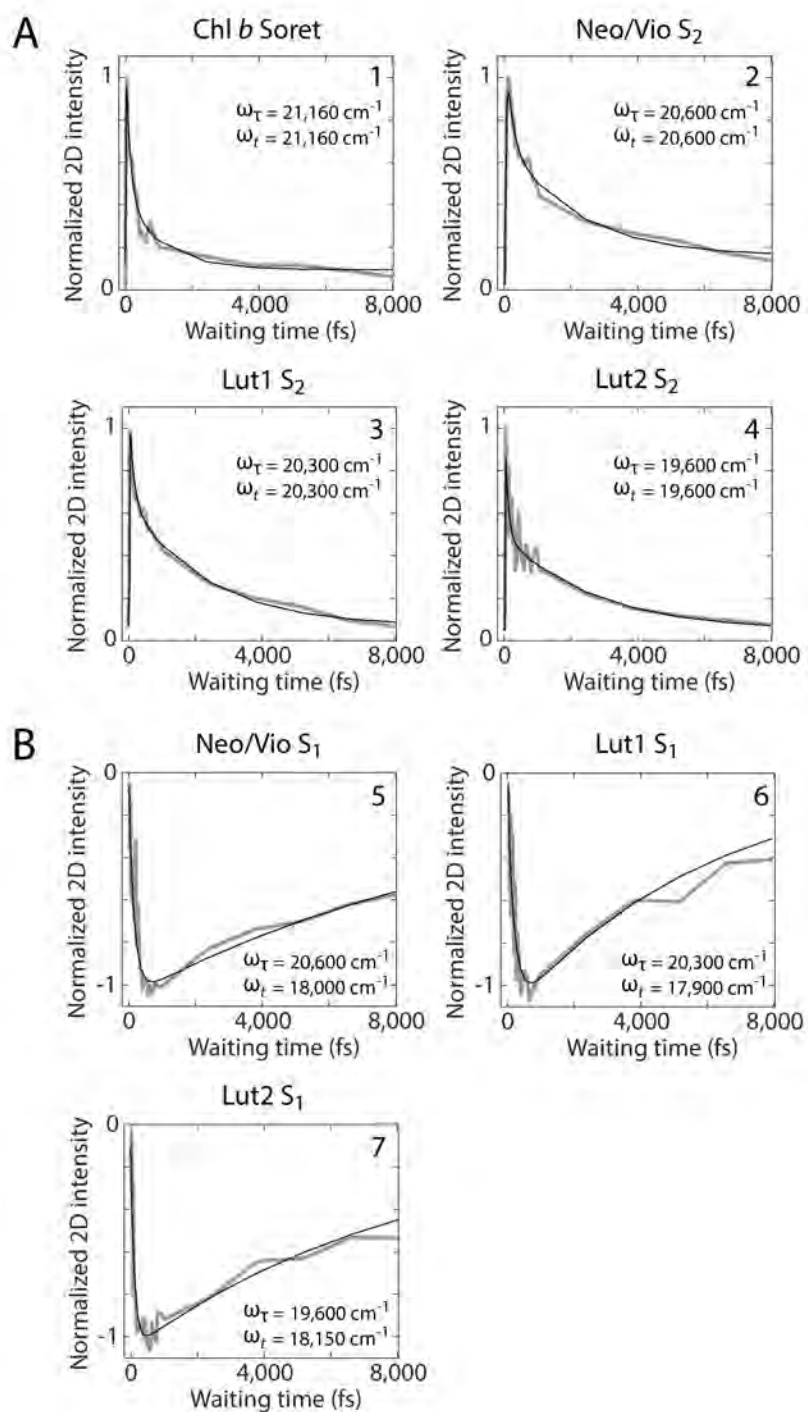 A
Chl b Soret
Normalized 2D intensity
1
0
1
ωτ = 21,160 cm⁻¹
ωt = 21,160 cm⁻¹
0
4,000
8,000
Waiting time (fs)
Neo/Vio S₂
Normalized 2D intensity
1
0
2
ωτ = 20,600 cm⁻¹
ωt = 20,600 cm⁻¹
0
4,000
8,000
Waiting time (fs)
Lut1 S₂
Normalized 2D intensity
1
0
3
ωτ = 20,300 cm⁻¹
ωt = 20,300 cm⁻¹
0
4,000
8,000
Waiting time (fs)
Lut2 S₂
Normalized 2D intensity
1
0
4
ωτ = 19,600 cm⁻¹
ωt = 19,600 cm⁻¹
0
4,000
8,000
Waiting time (fs)
B
Neo/Vio S₁
Normalized 2D intensity
0
-1
5
ωτ = 20,600 cm⁻¹
ωt = 18,000 cm⁻¹
0
4,000
8,000
Waiting time (fs)
Lut1 S₁
Normalized 2D intensity
0
-1
6
ωτ = 20,300 cm⁻¹
ωt = 17,900 cm⁻¹
0
4,000
8,000
Waiting time (fs)
Lut2 S₁
Normalized 2D intensity
0
-1
7
ωτ = 19,600 cm⁻¹
ωt = 18,150 cm⁻¹
0
4,000
8,000
Waiting time (fs)